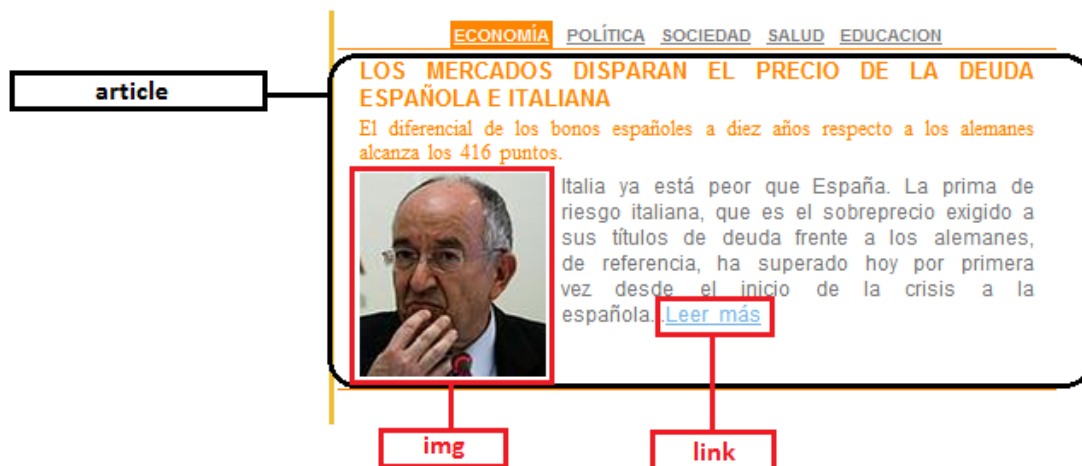 ECONOMÍA POLÍTICA SOCIEDAD SALUD EDUCACION
article
LOS MERCADOS DISPARAN EL PRECIO DE LA DEUDA
ESPAÑOLA E ITALIANA
El diferencial de los bonos españoles a diez años respecto a los alemanes
alcanza los 416 puntos.
Italia ya está peor que España. La prima de
riesgo italiana, que es el sobreprecio exigido a
sus títulos de deuda frente a los alemanes,
de referencia, ha superado hoy por primera
vez desde el inicio de la crisis a la
española...Leer más
img
link